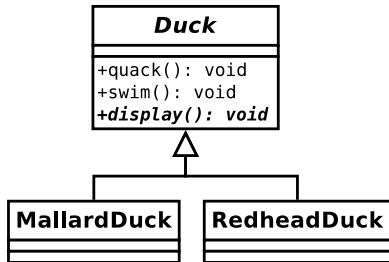 Duck
+quack(): void
+swim(): void
+display(): void
MallardDuck
RedheadDuck